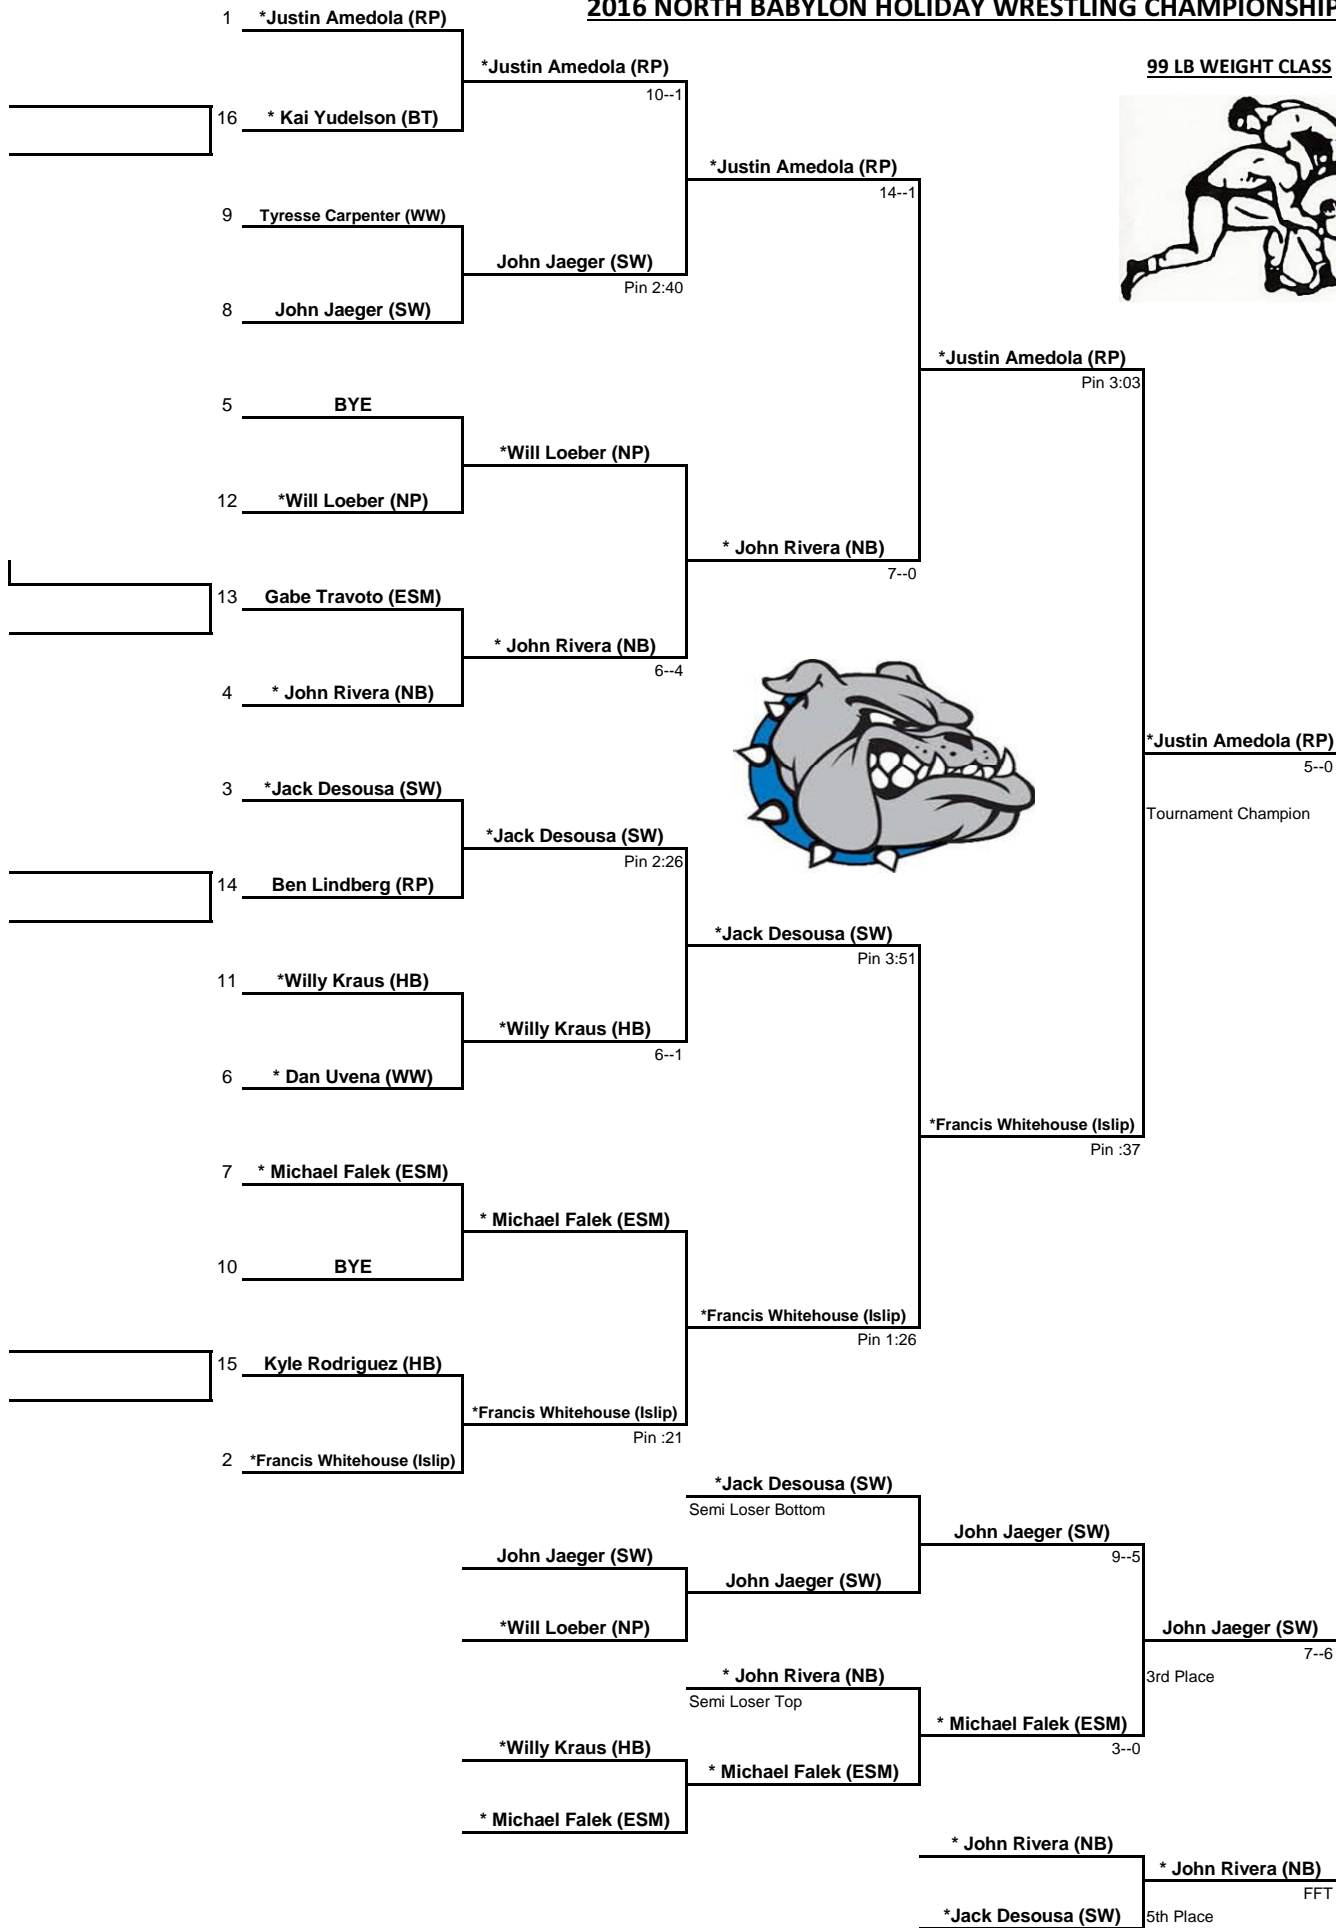 2016 NORTH BABYLON HOLIDAY WRESTLING CHAMPIONSHIP
99 LB WEIGHT CLASS
1 *Justin Amedola (RP)
*Justin Amedola (RP)
10--1
16 * Kai Yudelson (BT)
*Justin Amedola (RP)
14--1
9 Tyresse Carpenter (WW)
John Jaeger (SW)
Pin 2:40
8 John Jaeger (SW)
*Justin Amedola (RP)
Pin 3:03
5 BYE
*Will Loeber (NP)
12 *Will Loeber (NP)
* John Rivera (NB)
7--0
13 Gabe Travoto (ESM)
* John Rivera (NB)
6--4
4 * John Rivera (NB)
*Justin Amedola (RP)
5--0
Tournament Champion
3 *Jack Desousa (SW)
*Jack Desousa (SW)
Pin 2:26
14 Ben Lindberg (RP)
*Jack Desousa (SW)
Pin 3:51
11 *Willy Kraus (HB)
*Willy Kraus (HB)
6--1
6 * Dan Uvena (WW)
*Francis Whitehouse (Islip)
Pin :37
7 * Michael Falek (ESM)
* Michael Falek (ESM)
10 BYE
*Francis Whitehouse (Islip)
Pin 1:26
15 Kyle Rodriguez (HB)
*Francis Whitehouse (Islip)
Pin :21
2 *Francis Whitehouse (Islip)
*Jack Desousa (SW)
Semi Loser Bottom
John Jaeger (SW)
9--5
John Jaeger (SW)
John Jaeger (SW)
*Will Loeber (NP)
John Jaeger (SW)
7--6
3rd Place
* John Rivera (NB)
Semi Loser Top
* Michael Falek (ESM)
3--0
*Willy Kraus (HB)
* Michael Falek (ESM)
* Michael Falek (ESM)
* John Rivera (NB)
* John Rivera (NB)
FFT
*Jack Desousa (SW)
5th Place